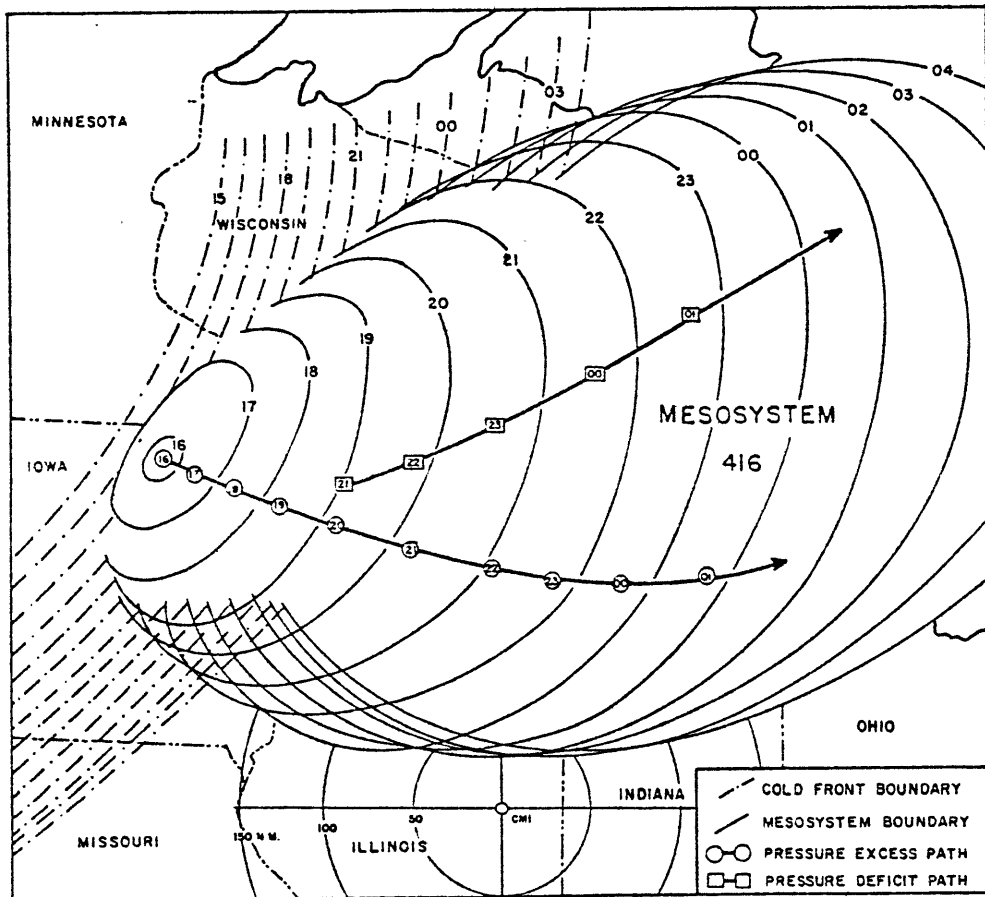 04
03
02
01
00
23
22
21
20
19
18
17
16
03
00
21
18
15
MINNESOTA
WISCONSIN
IOWA
MESOSYSTEM
416
01
00
23
22
21
16
17
18
19
20
21
22
23
00
01
OHIO
INDIANA
ILLINOIS
MISSOURI
150 N M.
100
50
CMI
COLD FRONT BOUNDARY
MESOSYSTEM BOUNDARY
PRESSURE EXCESS PATH
PRESSURE DEFICIT PATH